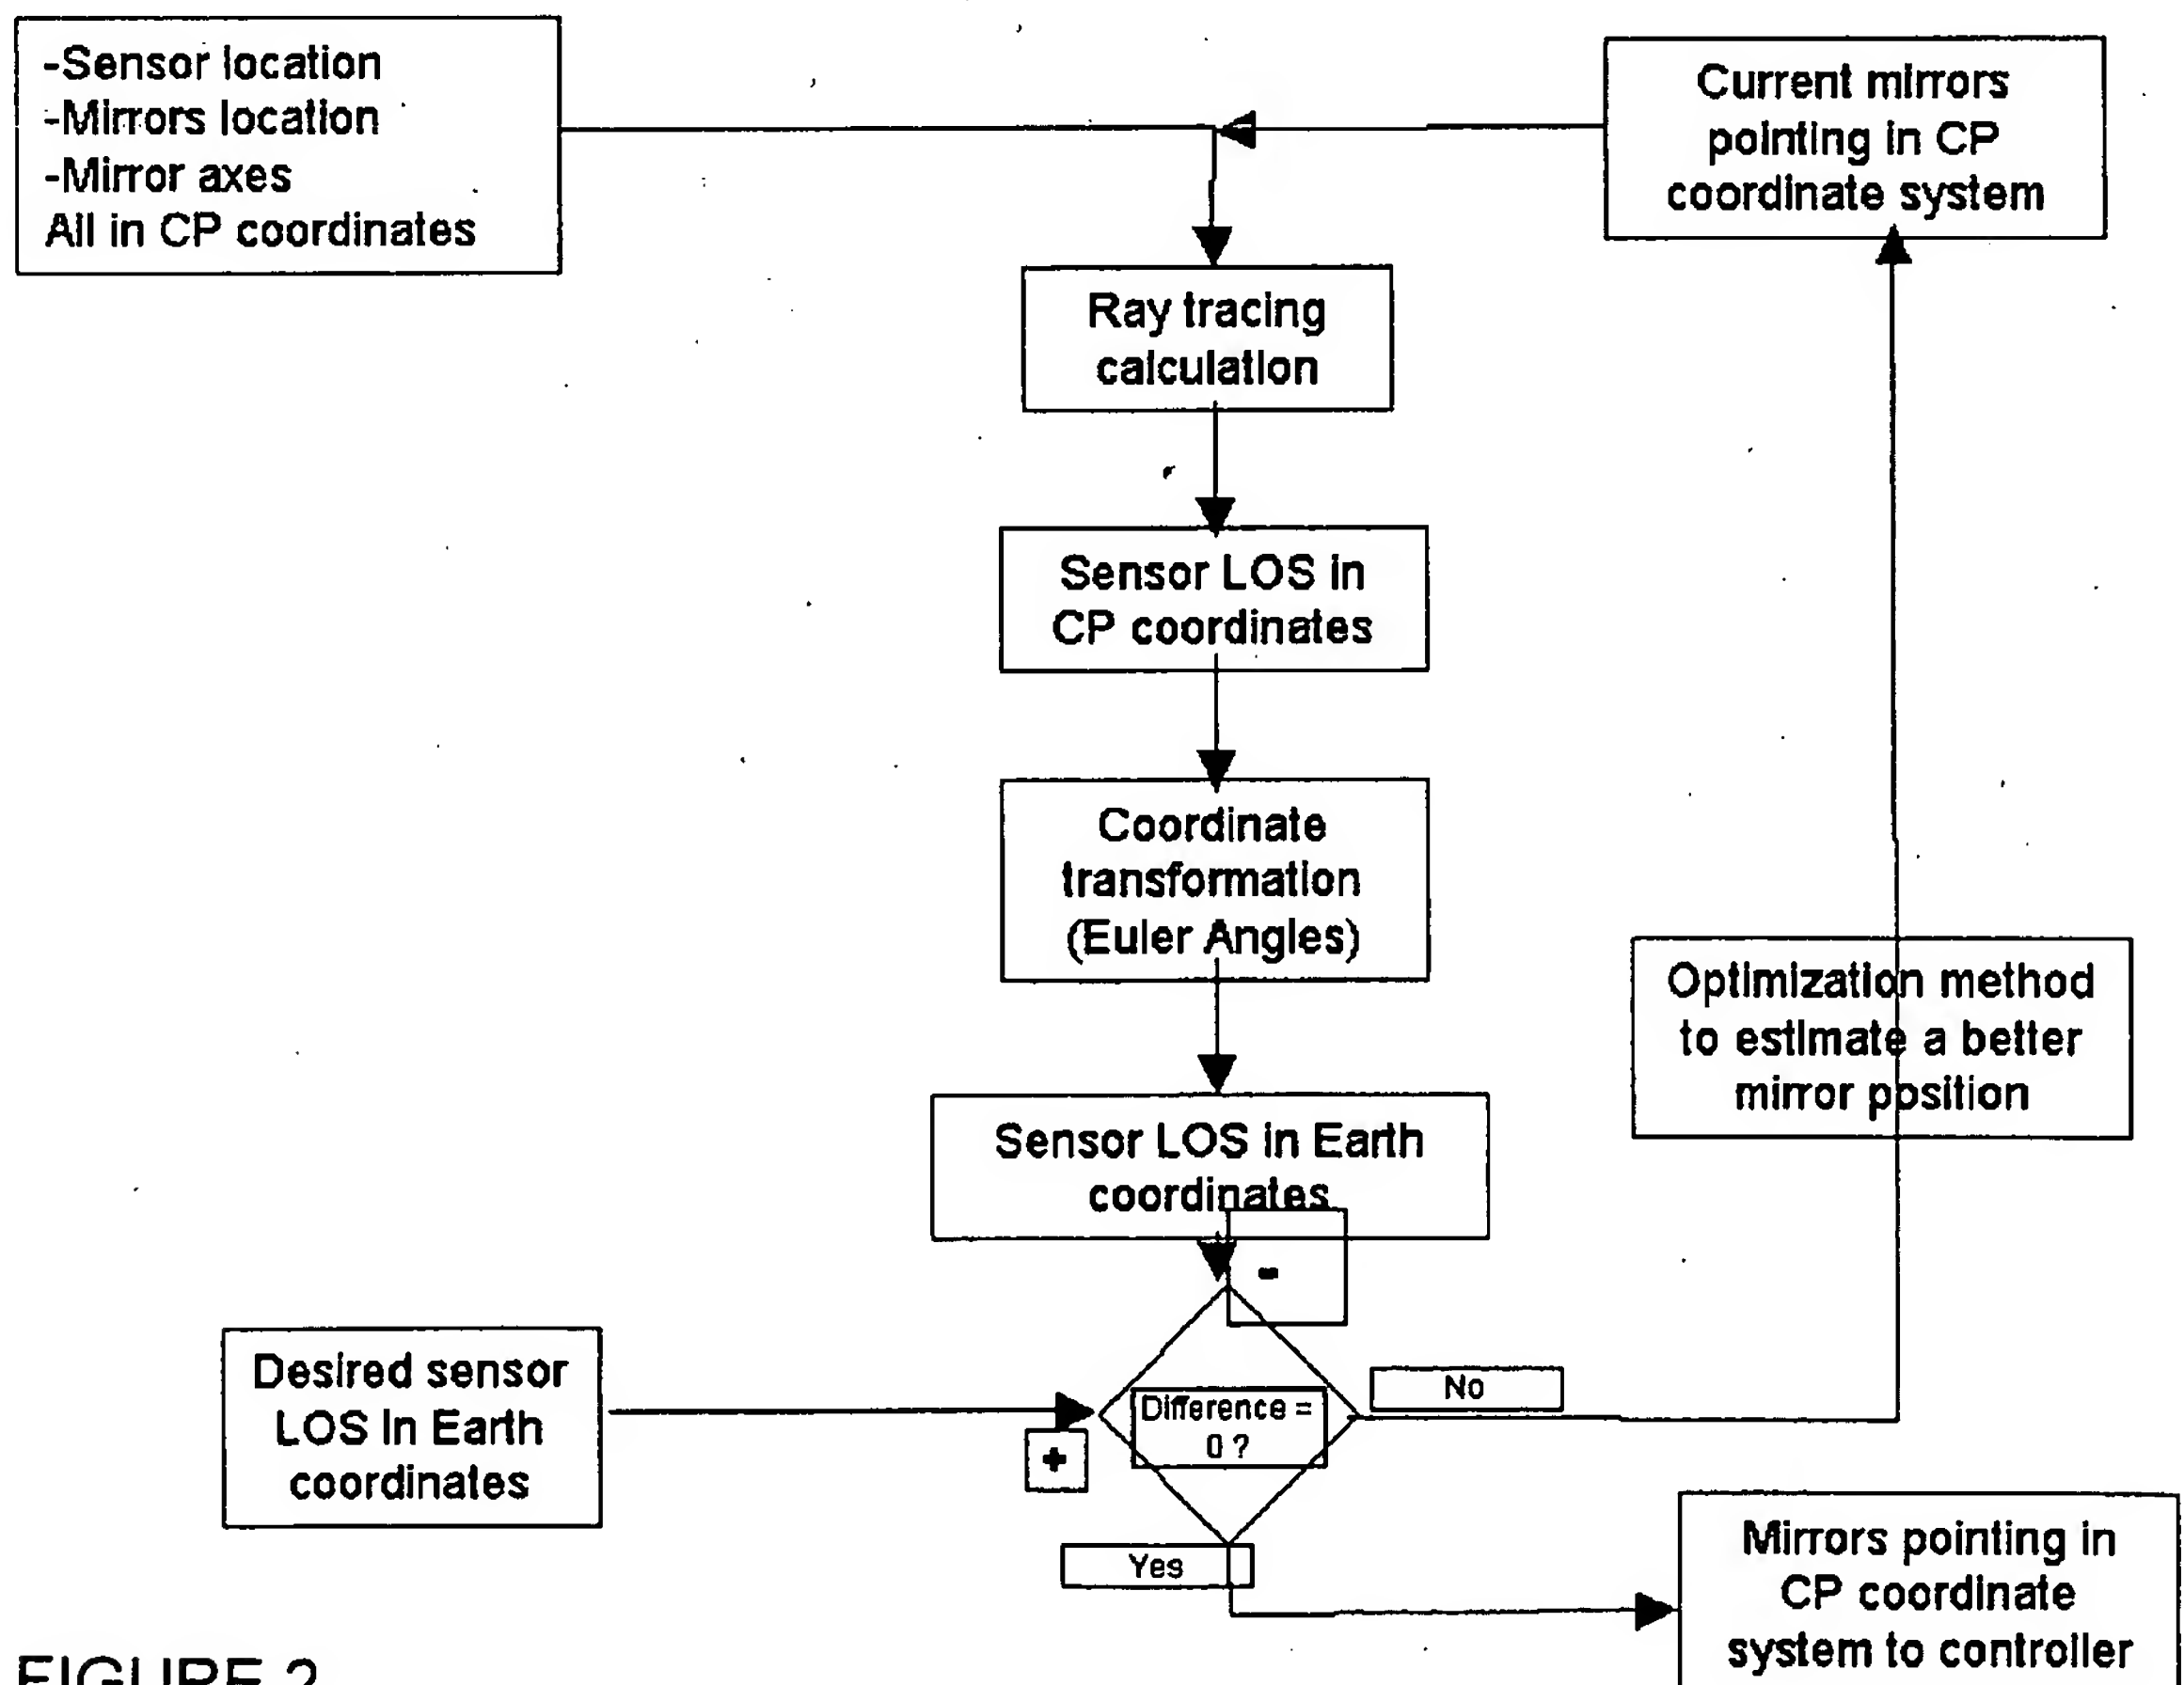 -Sensor location
-Mirrors location
-Mirror axes
All in CP coordinates
Current mirrors
pointing in CP
coordinate system
Ray tracing
calculation
Sensor LOS in
CP coordinates
Coordinate
transformation
(Euler Angles)
Optimization method
to estimate a better
mirror position
Sensor LOS in Earth
coordinates
-
Desired sensor
LOS in Earth
coordinates
+
Difference =
0 ?
No
Yes
Mirrors pointing in
CP coordinate
system to controller
FIGURE 2